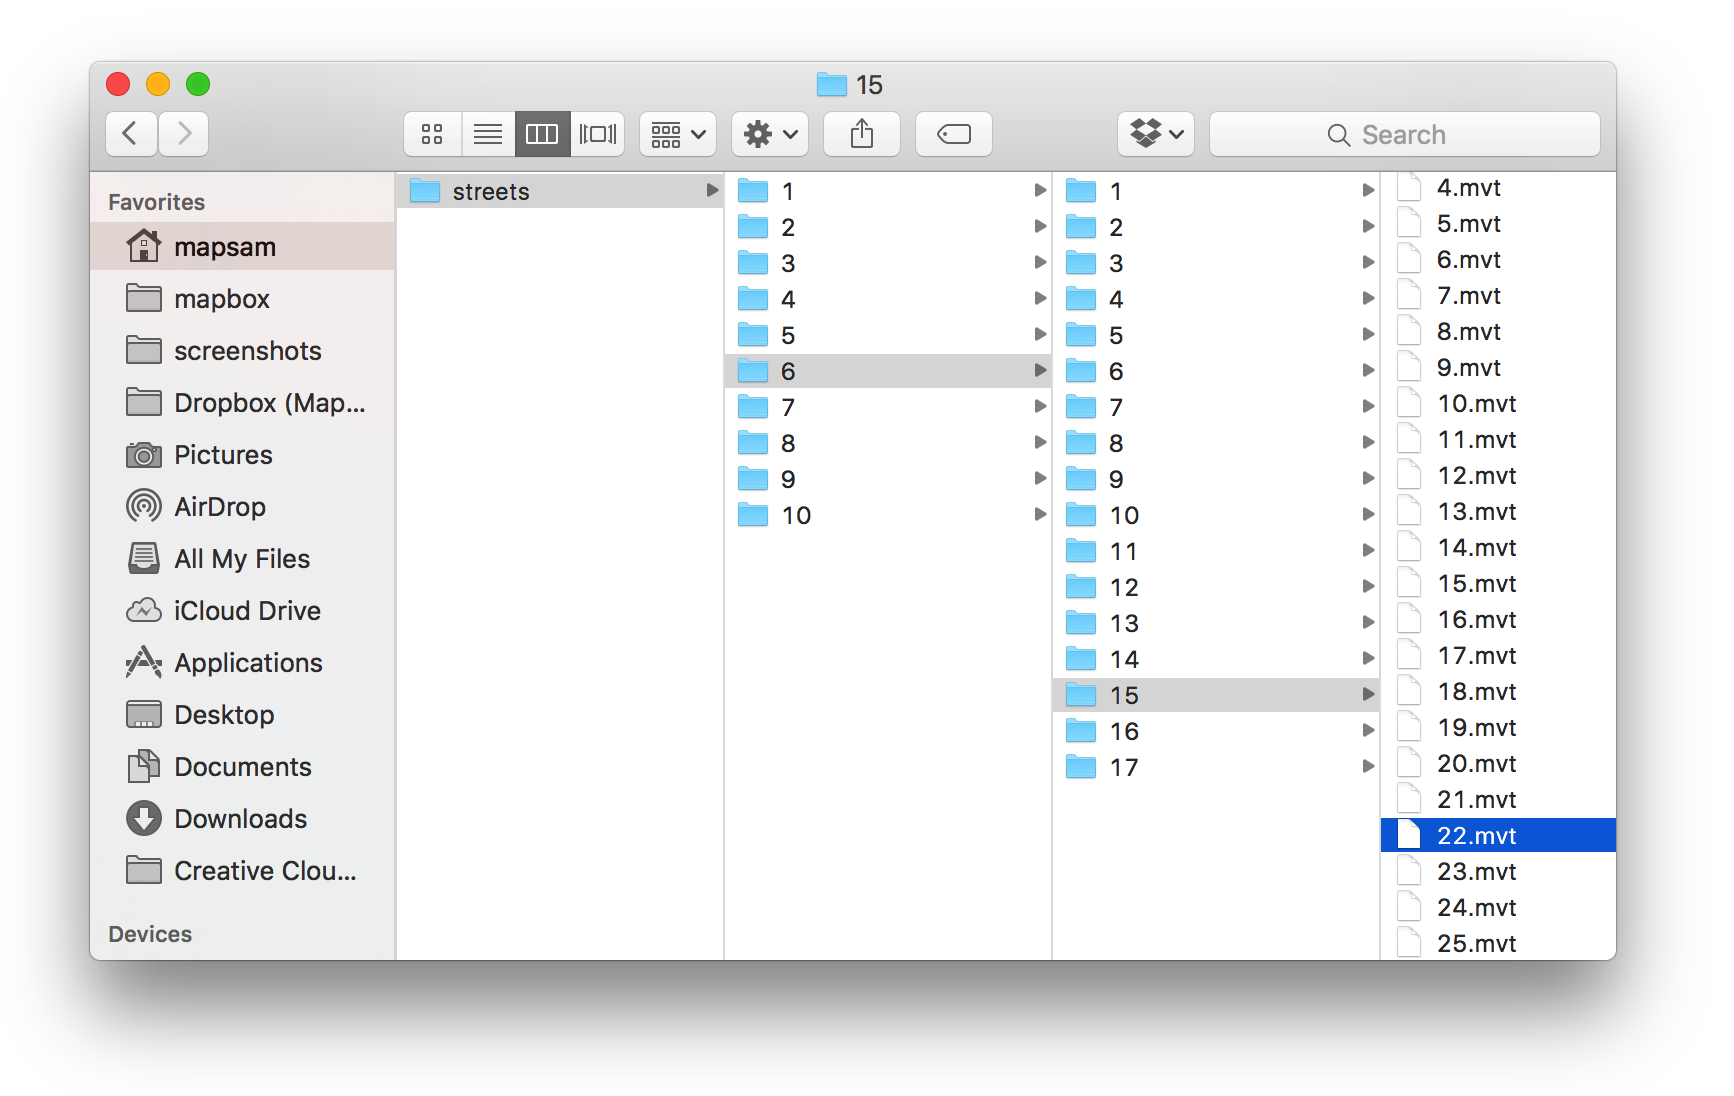 15
Search
Favorites
mapsam
mapbox
screenshots
Dropbox (Map...
Pictures
AirDrop
All My Files
iCloud Drive
Applications
Desktop
Documents
Downloads
Creative Clou...
Devices
streets
1
2
3
4
5
6
7
8
9
10
1
2
3
4
5
6
7
8
9
10
11
12
13
14
15
16
17
4.mvt
5.mvt
6.mvt
7.mvt
8.mvt
9.mvt
10.mvt
11.mvt
12.mvt
13.mvt
14.mvt
15.mvt
16.mvt
17.mvt
18.mvt
19.mvt
20.mvt
21.mvt
22.mvt
23.mvt
24.mvt
25.mvt